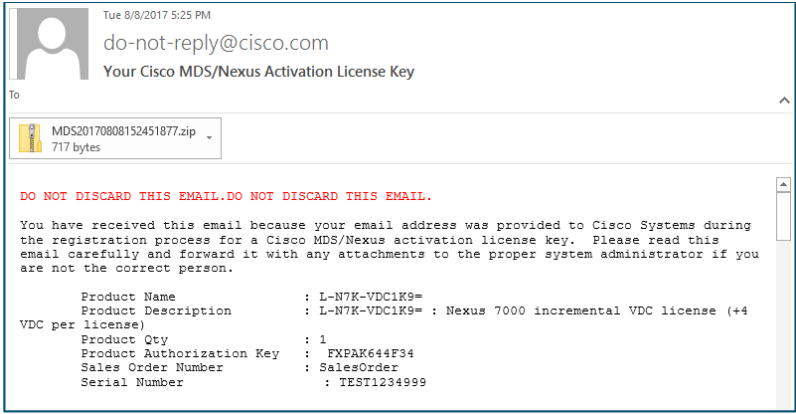 Tue 8/8/2017 5:25 PM
do-not-reply@cisco.com
Your Cisco MDS/Nexus Activation License Key
To
MDS20170808152451877.zip
717 bytes
DO NOT DISCARD THIS EMAIL.DO NOT DISCARD THIS EMAIL.
You have received this email because your email address was provided to Cisco Systems during
the registration process for a Cisco MDS/Nexus activation license key.  Please read this
email carefully and forward it with any attachments to the proper system administrator if you
are not the correct person.
Product Name : L-N7K-VDC1K9=
Product Description : L-N7K-VDC1K9= : Nexus 7000 incremental VDC license (+4
VDC per license)
Product Qty : 1
Product Authorization Key : FXPAK644F34
Sales Order Number : SalesOrder
Serial Number : TEST1234999